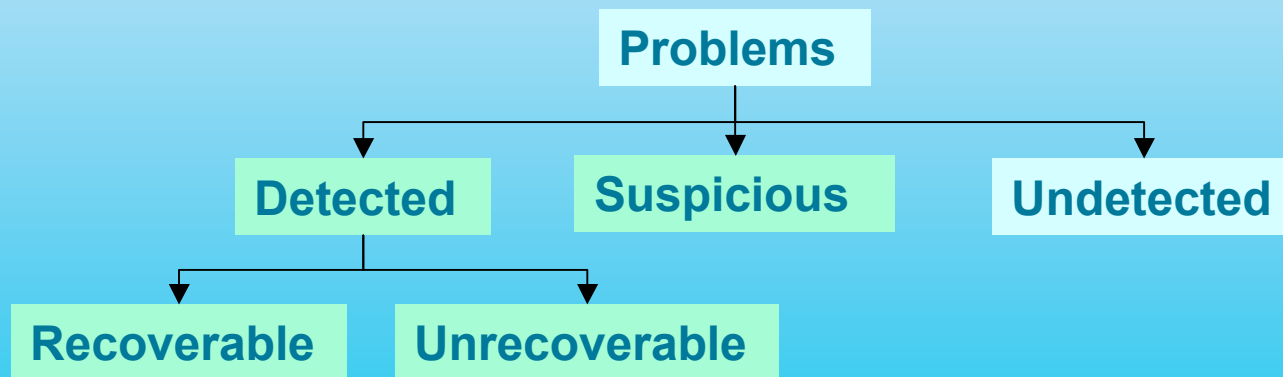 Problems
Detected
Suspicious
Undetected
Recoverable
Unrecoverable